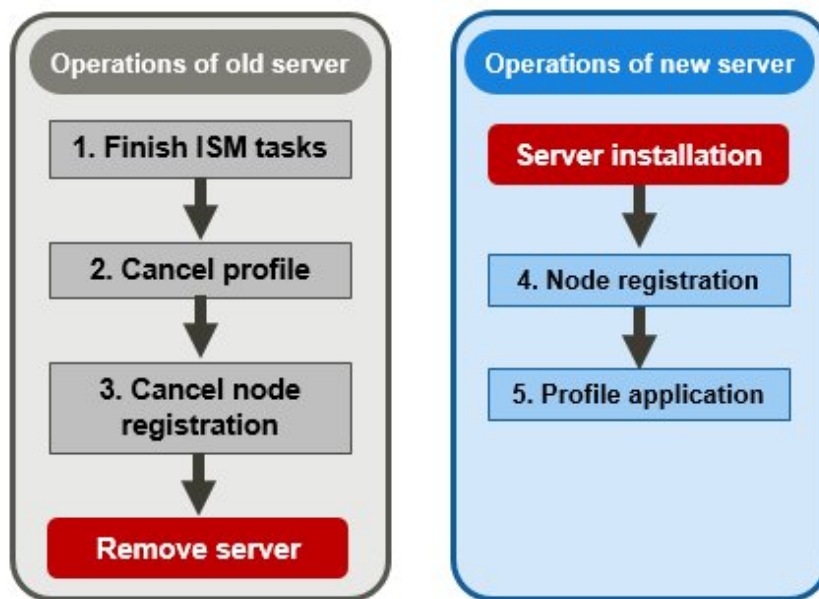 Operations of old server
1. Finish ISM tasks
2. Cancel profile
3. Cancel node
registration
Remove server
Operations of new server
Server installation
4. Node registration
5. Profile application